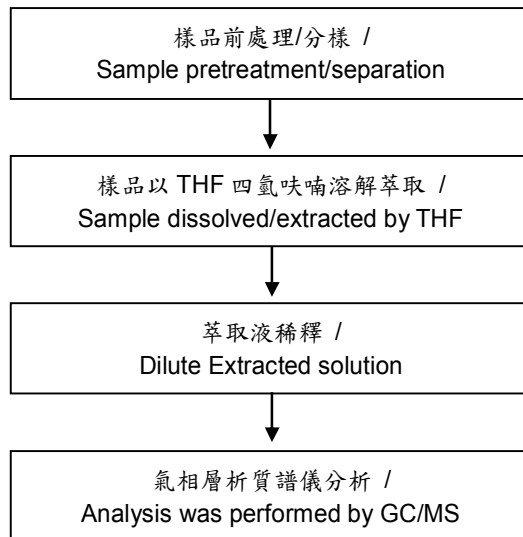 樣品前處理/分樣 /
Sample pretreatment/separation
樣品以 THF 四氫呋喃溶解萃取 /
Sample dissolved/extracted by THF
萃取液稀釋 /
Dilute Extracted solution
氣相層析質譜儀分析 /
Analysis was performed by GC/MS